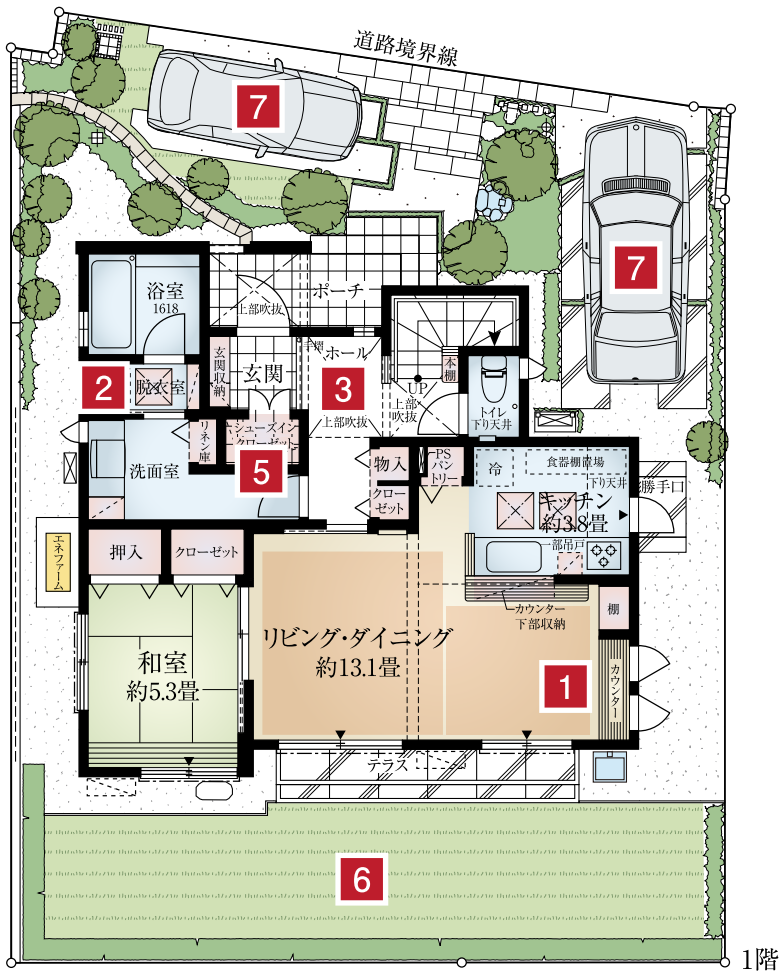 道路境界線
7
7
浴室
1618
上部吹抜
ポーチ
玄関収納
玄関
手摺
ホール
3
上部吹抜
本棚
UP
上部吹抜
トイレ
下り天井
2
脱衣室
リネン庫
シューズインクローゼット
5
洗面室
物入
クローゼット
PS
パントリー
冷
食器棚置場
下り天井
キッチン
約3.8畳
一部吊戸
勝手口
エネファーム
押入
クローゼット
カウンター
下部収納
棚
リビング・ダイニング
約13.1畳
和室
約5.3畳
1
カウンター
テラス
6
1階